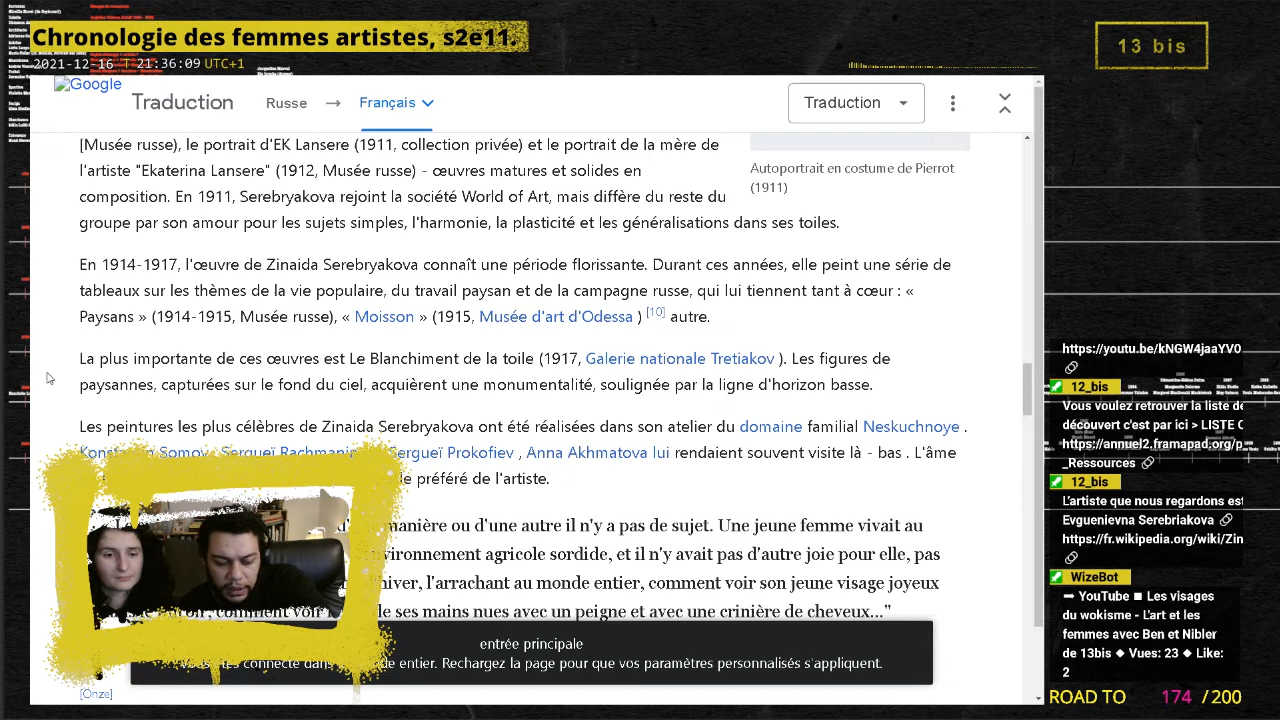 Chronologie des femmes artistes, s2e11.
2021-12-16 T 21:36:09 UTC+1
13 bis
Google
Traduction
Russe → Français
Traduction
[Musée russe), le portrait d'EK Lansere (1911, collection privée) et le portrait de la mère de
l'artiste "Ekaterina Lansere" (1912, Musée russe) - œuvres matures et solides en
composition. En 1911, Serebryakova rejoint la société World of Art, mais diffère du reste du
groupe par son amour pour les sujets simples, l'harmonie, la plasticité et les généralisations dans ses toiles.
Autoportrait en costume de Pierrot
(1911)
En 1914-1917, l'œuvre de Zinaida Serebryakova connaît une période florissante. Durant ces années, elle peint une série de
tableaux sur les thèmes de la vie populaire, du travail paysan et de la campagne russe, qui lui tiennent tant à cœur : «
Paysans » (1914-1915, Musée russe), « Moisson » (1915, Musée d'art d'Odessa ) [10] autre.
La plus importante de ces œuvres est Le Blanchiment de la toile (1917, Galerie nationale Tretiakov ). Les figures de
paysannes, capturées sur le fond du ciel, acquièrent une monumentalité, soulignée par la ligne d'horizon basse.
Les peintures les plus célèbres de Zinaida Serebryakova ont été réalisées dans son atelier du domaine familial Neskuchnoye .
Konstantin Somov , Sergueï Rachmanin Sergueï Prokofiev , Anna Akhmatova lui rendaient souvent visite là - bas . L'âme
préféré de l'artiste.
manière ou d'une autre il n'y a pas de sujet. Une jeune femme vivait au
environnement agricole sordide, et il n'y avait pas d'autre joie pour elle, pas
hiver, l'arrachant au monde entier, comment voir son jeune visage joyeux
comment voir de ses mains nues avec un peigne et avec une crinière de cheveux..."
entrée principale
connecté dans entier. Rechargez la page pour que vos paramètres personnalisés s'appliquent.
[Onze]
https://youtu.be/kNGW4jaaYV0
12_bis
Vous voulez retrouver la liste de
découvert c'est par ici > LISTE
https://annuel2.framapad.org/p
_Ressources
12_bis
L'artiste que nous regardons est
Evguenievna Serebriakova
https://fr.wikipedia.org/wiki/Zin
WizeBot
➡ YouTube ■ Les visages
du wokisme - L'art et les
femmes avec Ben et Nibler
de 13bis ◆ Vues: 23 ◆ Like:
2
ROAD TO 174 / 200